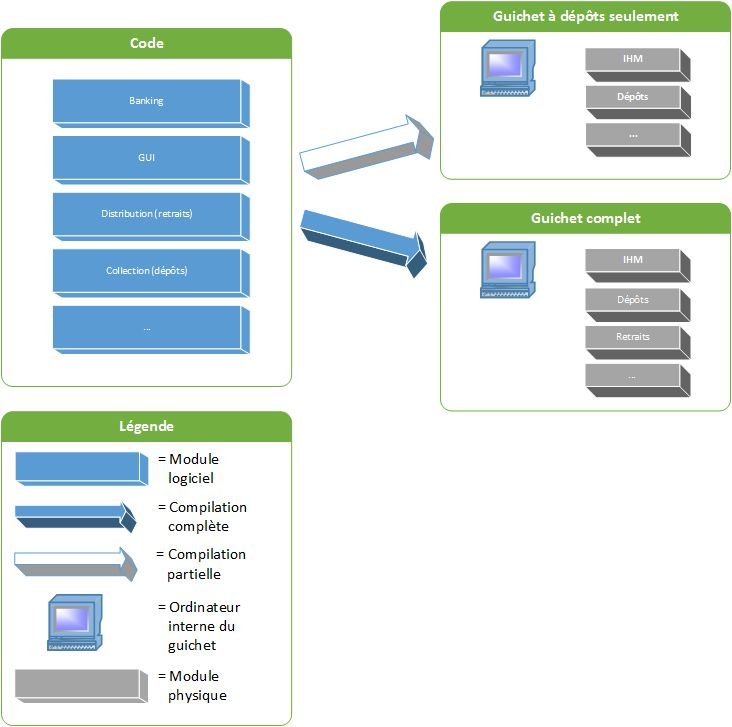 Code
Banking
GUI
Distribution (retraits)
Collection (dépôts)
...
Guichet à dépôts seulement
IHM
Dépôts
...
Guichet complet
IHM
Dépôts
Retraits
...
Légende
= Module
logiciel
= Compilation
complète
= Compilation
partielle
= Ordinateur
interne du
guichet
= Module
physique